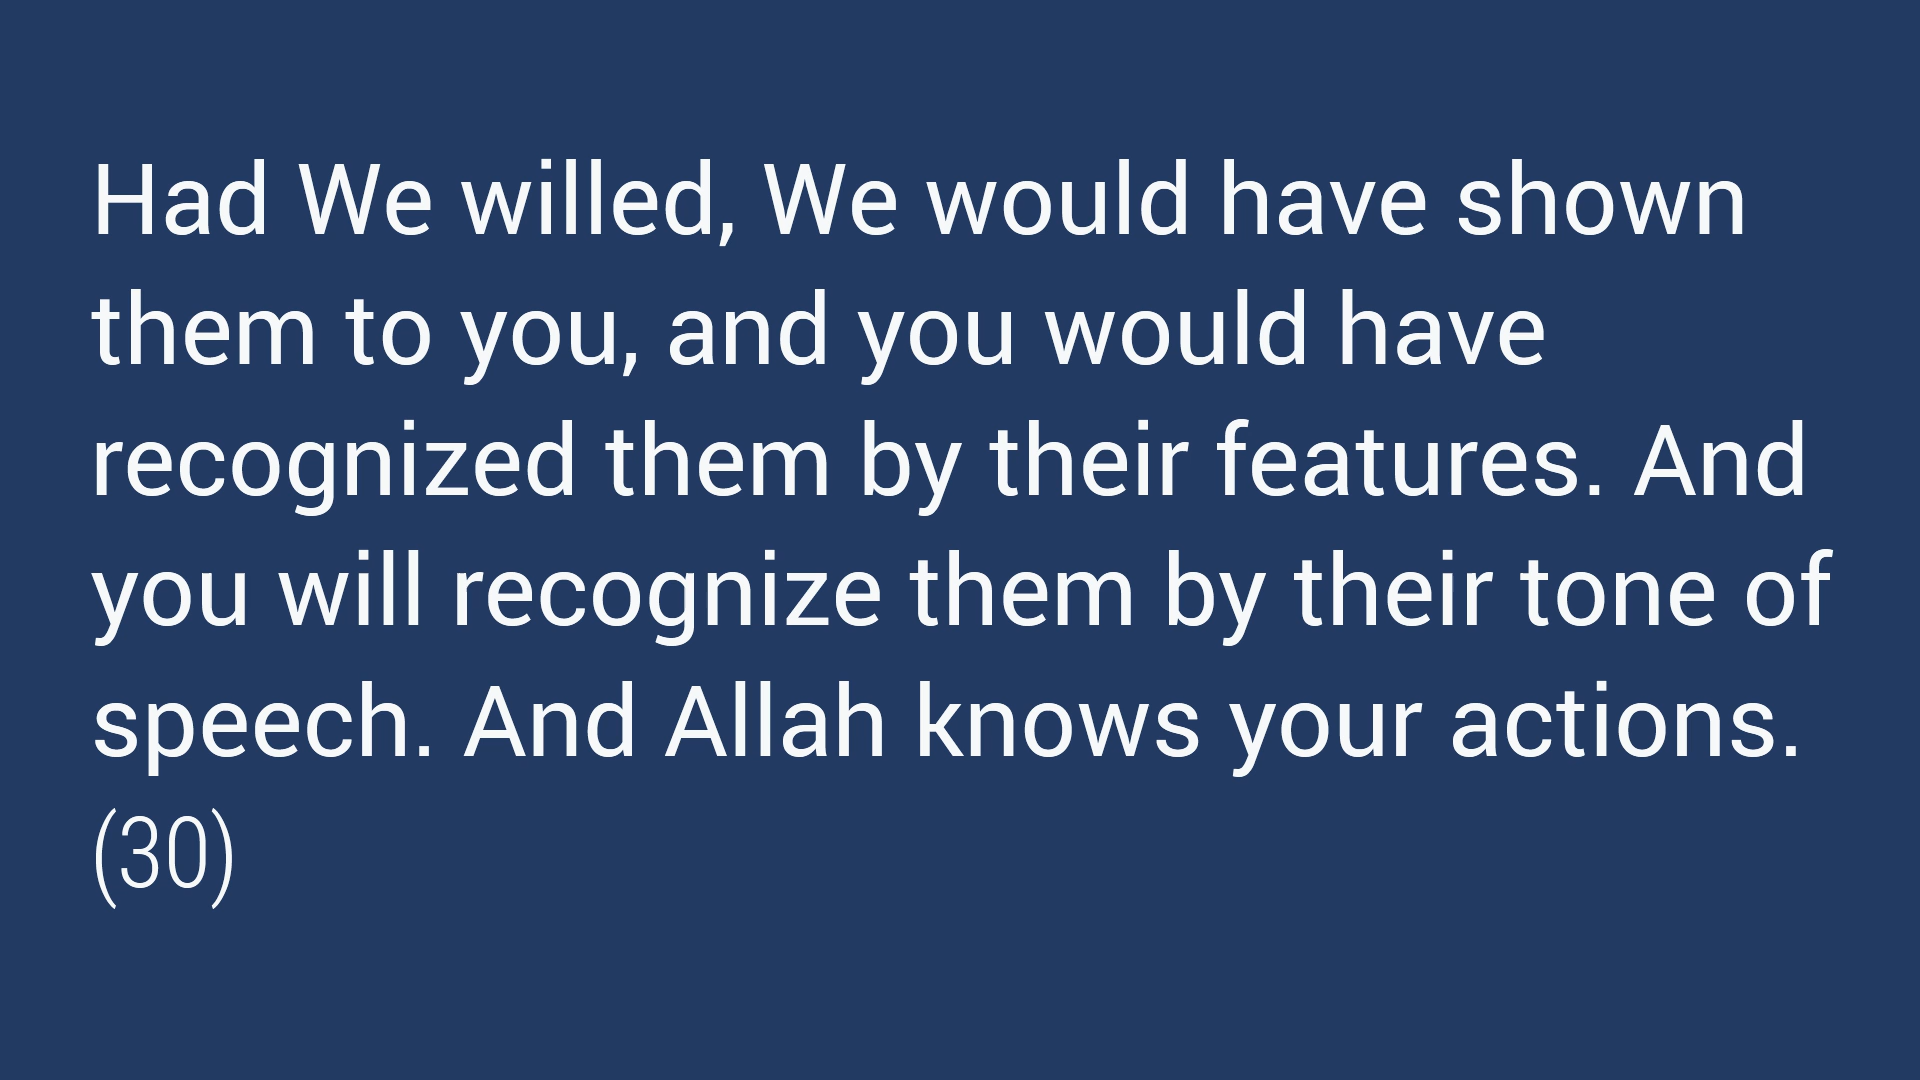 Had We willed, We would have shown
them to you, and you would have
recognized them by their features. And
you will recognize them by their tone of
speech. And Allah knows your actions.
(30)